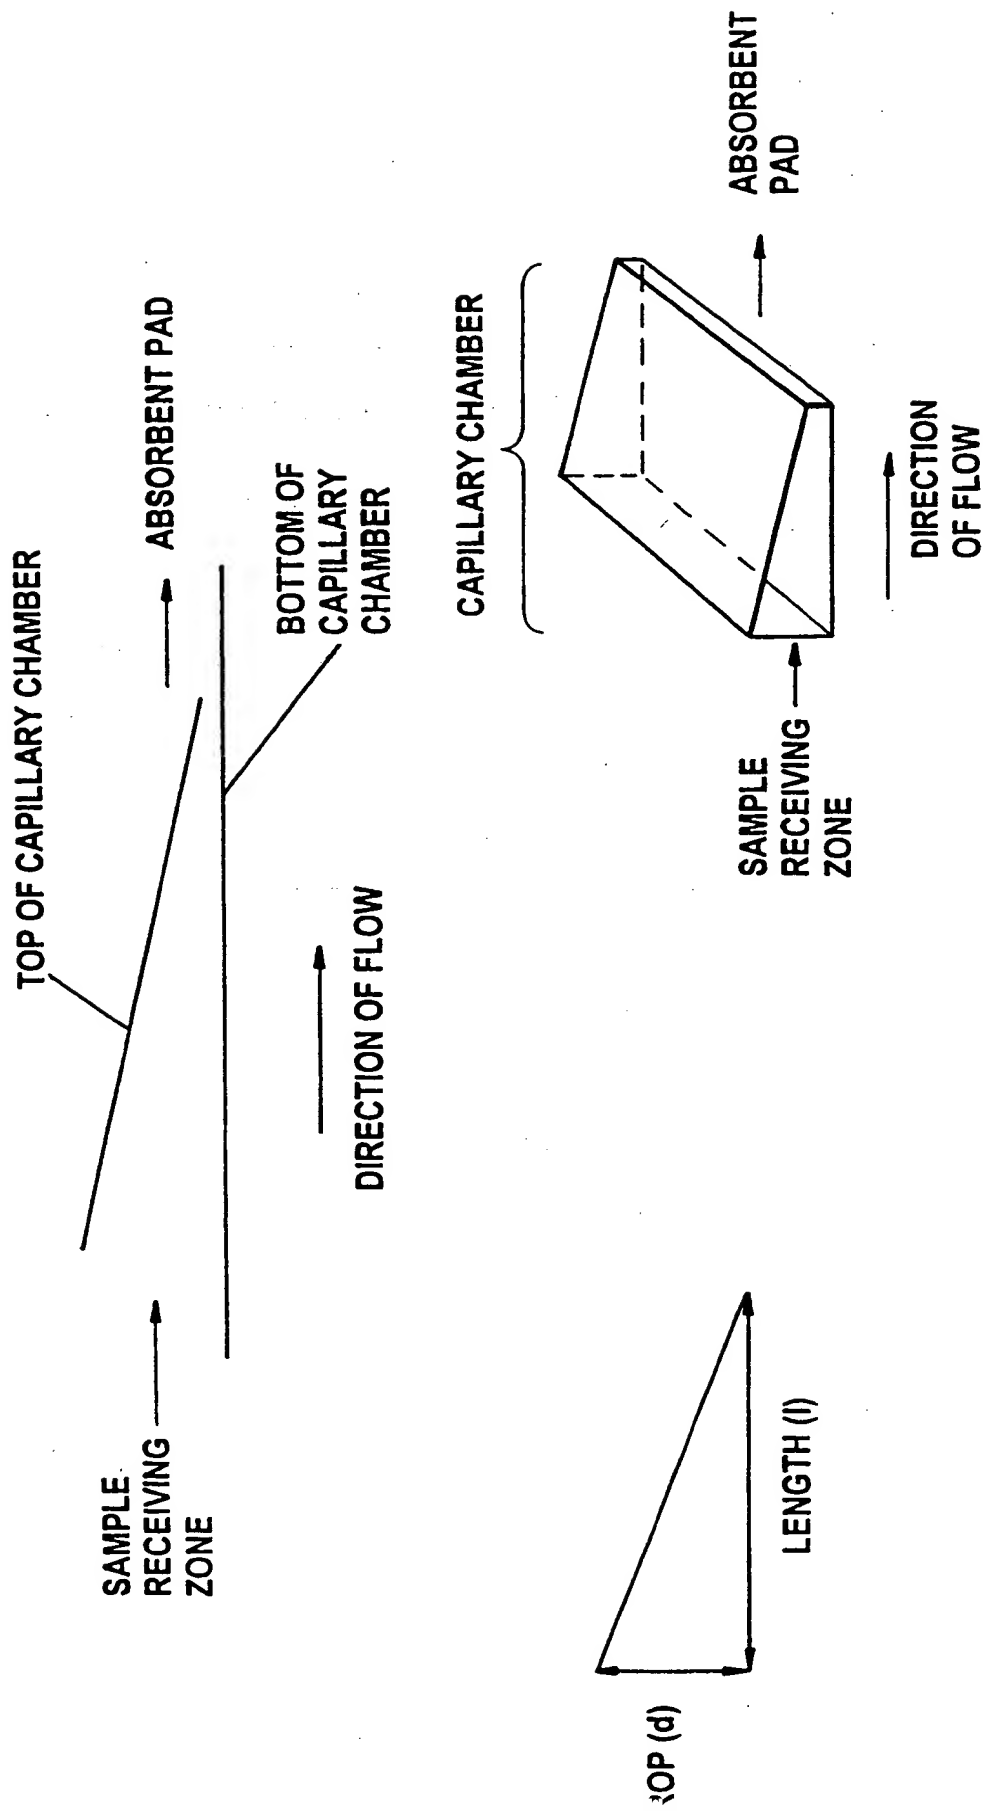 TOP OF CAPILLARY CHAMBER
SAMPLE
RECEIVING
ZONE
ABSORBENT PAD
BOTTOM OF
CAPILLARY
CHAMBER
DIRECTION OF FLOW
ROP (d)
LENGTH (l)
CAPILLARY CHAMBER
SAMPLE
RECEIVING
ZONE
ABSORBENT
PAD
DIRECTION
OF FLOW